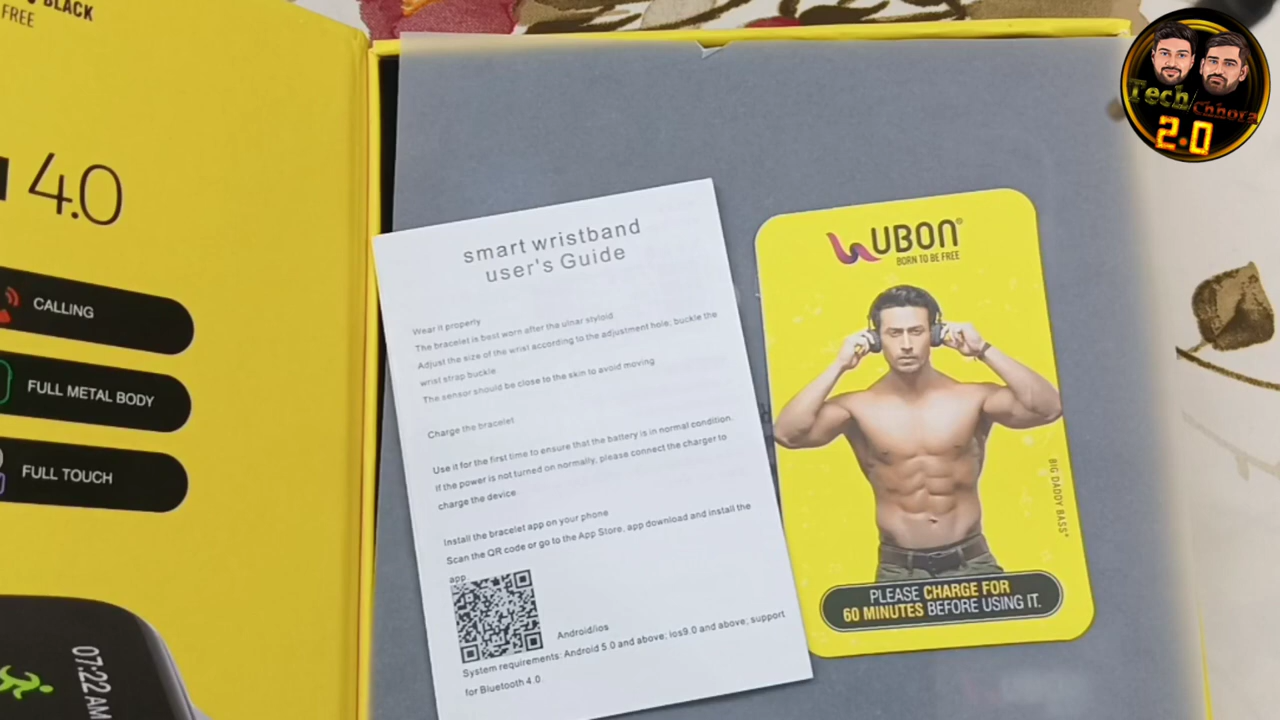 BLACK
FREE
4.0
CALLING
FULL METAL BODY
FULL TOUCH
07:22 AM
smart wristband
user's Guide
Wear it properly
The bracelet is best worn after tha ulnar styloid
Adjust the size of the wrist according to the adjustment hole; buckle the
wrist strap buckle
The sensor should be close to the skin to avoid moving
Charge the bracelet
Use it for the first time to ensure that the battery is in normal condition.
If the power is not turned on normally, please connect the charger to
charge the device
Install the bracelet app on your phone
Scan the QR code or go to the App Store, app download and install the
app.
Android/ios
System requirements: Android 5.0 and above; ios9.0 and above; support
for Bluetooth 4.0.
UBON®
BORN TO BE FREE
BIG DADDY BASS®
PLEASE CHARGE FOR
60 MINUTES BEFORE USING IT.
Tech Chhora
2.0